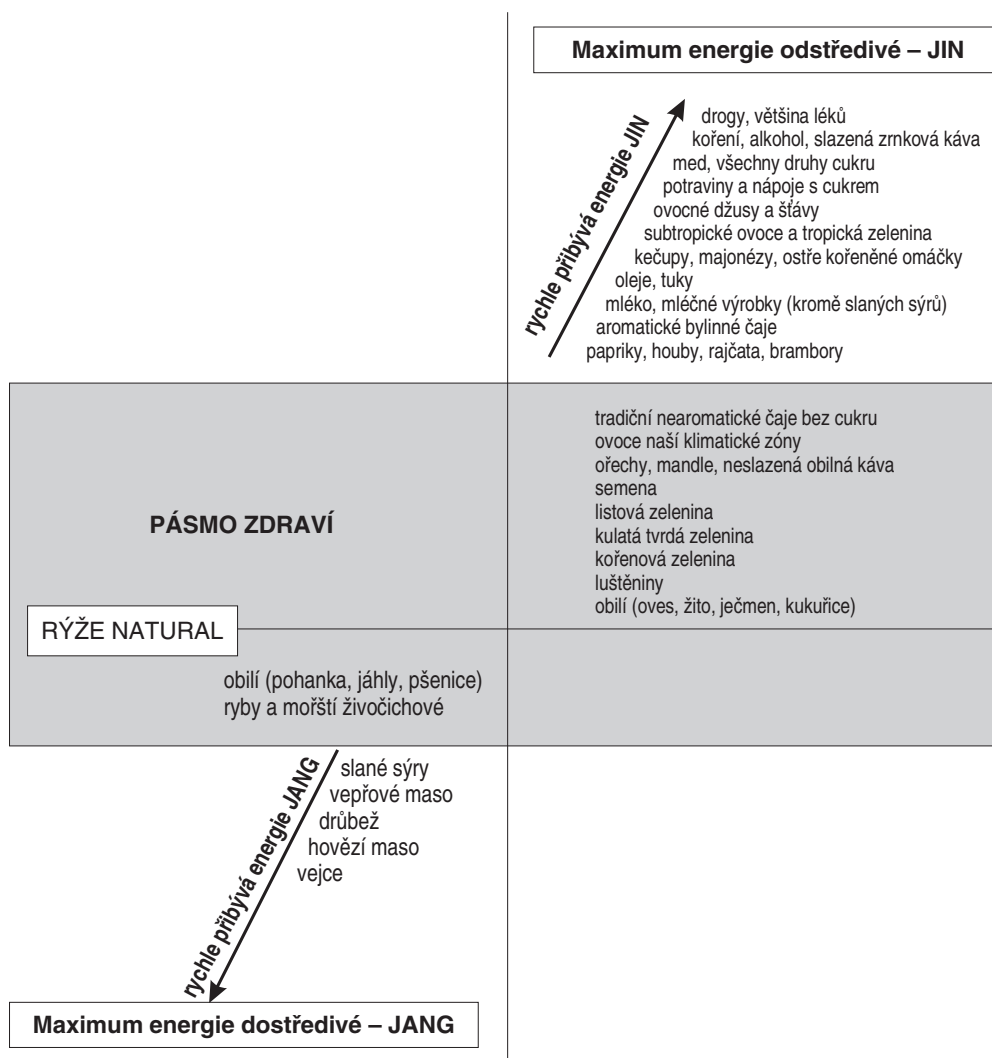 Maximum energie odstředivé – JIN
rychle přibývá energie JIN
drogy, většina léků
koření, alkohol, slazená zrnková káva
med, všechny druhy cukru
potraviny a nápoje s cukrem
ovocné džusy a šťávy
subtropické ovoce a tropická zelenina
kečupy, majonézy, ostře kořeněné omáčky
oleje, tuky
mléko, mléčné výrobky (kromě slaných sýrů)
aromatické bylinné čaje
papriky, houby, rajčata, brambory
tradiční nearomatické čaje bez cukru
ovoce naší klimatické zóny
ořechy, mandle, neslazená obilná káva
semena
listová zelenina
kulatá tvrdá zelenina
kořenová zelenina
luštěniny
obilí (oves, žito, ječmen, kukuřice)
PÁSMO ZDRAVÍ
RÝŽE NATURAL
obilí (pohanka, jáhly, pšenice)
ryby a mořští živočichové
rychle přibývá energie JANG
slané sýry
vepřové maso
drůbež
hovězí maso
vejce
Maximum energie dostředivé – JANG